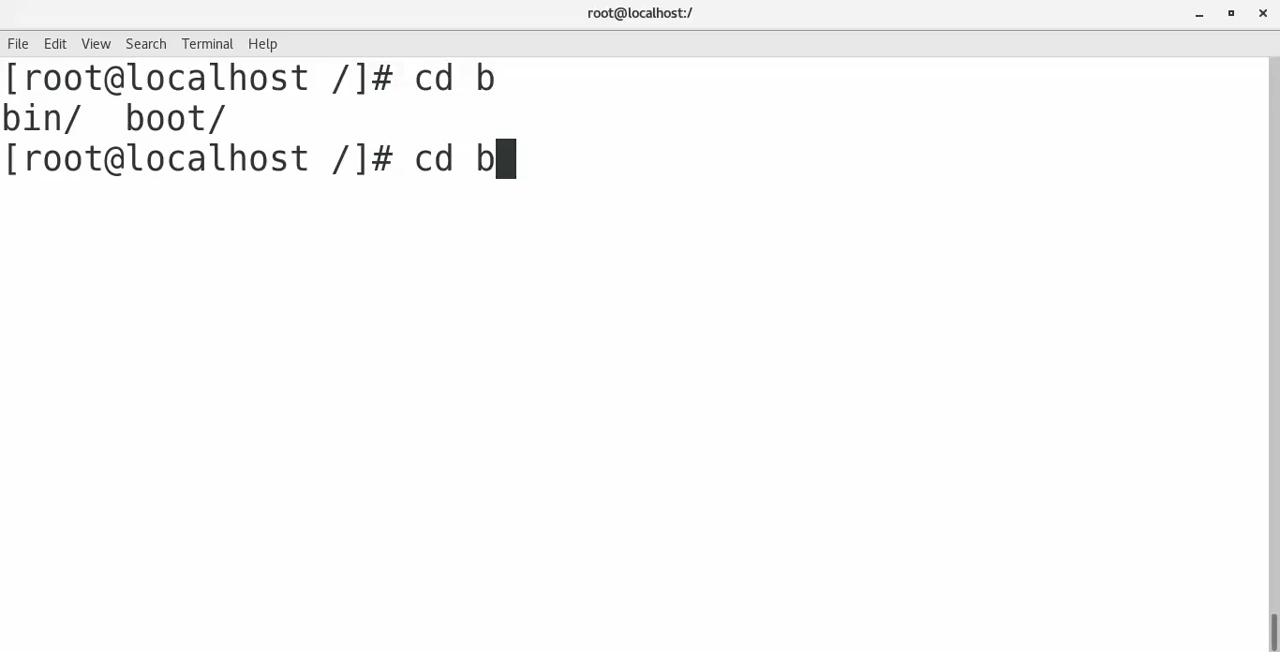 root@localhost:/
File Edit View Search Terminal Help
[root@localhost /]# cd b
bin/  boot/
[root@localhost /]# cd b